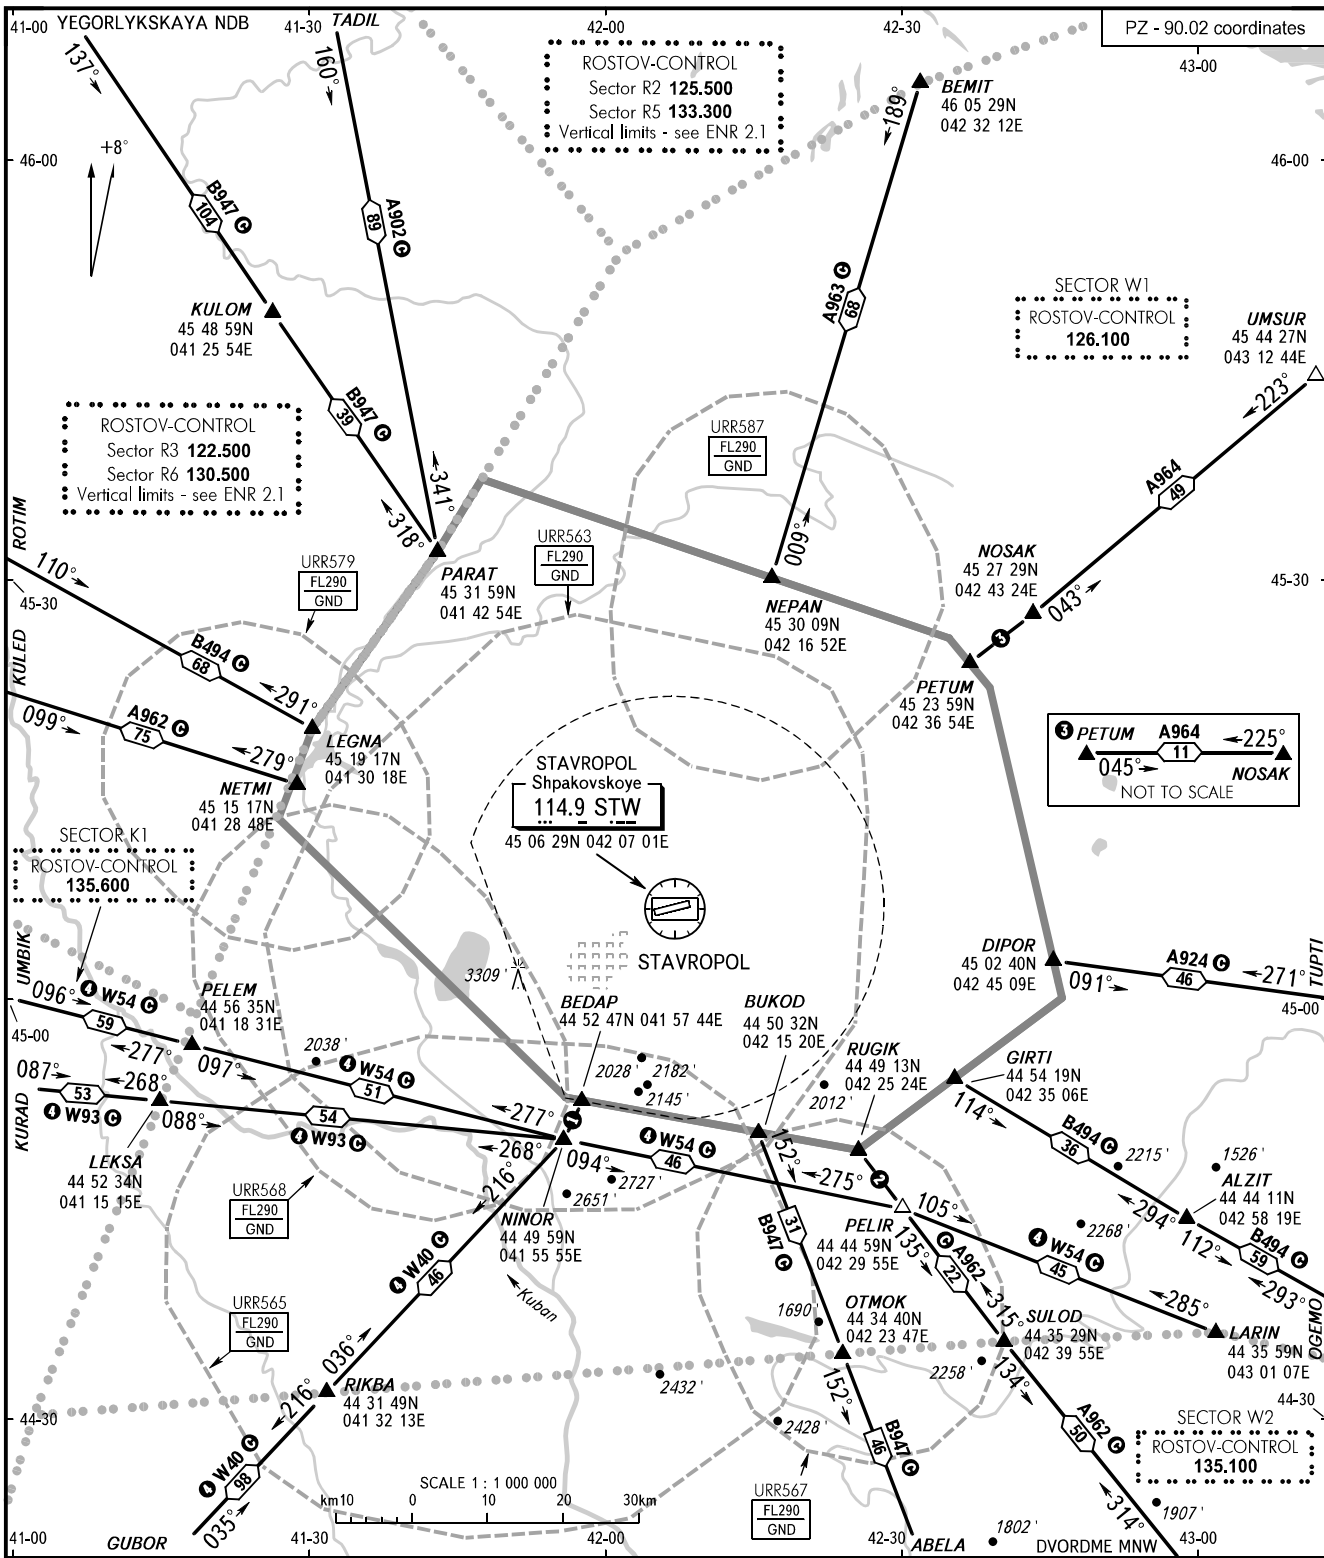 41-00
YEGORLYKSKAYA NDB
41-30
TADIL
42-00
42-30
PZ - 90.02 coordinates
43-00
137°
160°
ROSTOV-CONTROL
Sector R2 125.500
Sector R5 133.300
Vertical limits - see ENR 2.1
189°
BEMIT
46 05 29N
042 32 12E
+8°
46-00
46-00
B947 C
104
A902 C
89
A963 C
68
KULOM
45 48 59N
041 25 54E
SECTOR W1
ROSTOV-CONTROL
126.100
UMSUR
45 44 27N
043 12 44E
223°
B947 C
39
ROSTOV-CONTROL
Sector R3 122.500
Sector R6 130.500
Vertical limits - see ENR 2.1
URR587
FL290
GND
A964
49
341°
318°
ROTIM
110°
45-30
URR579
FL290
GND
PARAT
45 31 59N
041 42 54E
URR563
FL290
GND
009°
NEPAN
45 30 09N
042 16 52E
NOSAK
45 27 29N
042 43 24E
043°
45-30
3
KULED
B494 C
68
291°
099°
A962 C
75
279°
LEGNA
45 19 17N
041 30 18E
PETUM
45 23 59N
042 36 54E
3 PETUM
A964
11
225°
045°
NOSAK
NOT TO SCALE
NETMI
45 15 17N
041 28 48E
STAVROPOL
Shpakovskoye
114.9 STW
45 06 29N 042 07 01E
SECTOR K1
ROSTOV-CONTROL
135.600
UMBIK
096°
4 W54 C
59
PELEM
44 56 35N
041 18 31E
3309'
STAVROPOL
DIPOR
45 02 40N
042 45 09E
091°
A924 C
46
271°
TUPTI
45-00
45-00
BEDAP
44 52 47N 041 57 44E
BUKOD
44 50 32N
042 15 20E
RUGIK
44 49 13N
042 25 24E
GIRTI
44 54 19N
042 35 06E
277°
097°
2038'
4 W54 C
51
2028'
2182'
2145'
2012'
087°
53
268°
4 W93 C
KURAD
088°
54
4 W93 C
277°
268°
1
094°
4 W54 C
46
152°
275°
2
114°
B494 C
36
2215'
1526'
LEKSA
44 52 34N
041 15 15E
216°
2651'
2727'
URR568
FL290
GND
NINOR
44 49 59N
041 55 55E
31
B947 C
PELIR
44 44 59N
042 29 55E
105°
135°
2268'
294°
ALZIT
44 44 11N
042 58 19E
112°
B494 C
59
293°
OGEMO
4 W40 C
46
Kuban
A962 C
22
315°
4 W54 C
45
285°
URR565
FL290
GND
1690'
OTMOK
44 34 40N
042 23 47E
SULOD
44 35 29N
042 39 55E
LARIN
44 35 59N
043 01 07E
036°
216°
RIKBA
44 31 49N
041 32 13E
2432'
2258'
134°
152°
44-30
2428'
44-30
4 W40 C
98
B947 C
46
A962 C
50
SECTOR W2
ROSTOV-CONTROL
135.100
SCALE 1 : 1 000 000
km10 0 10 20 30km
URR567
FL290
GND
035°
GUBOR
314°
1907'
1802'
41-00
41-30
42-00
42-30
ABELA
DVORDME MNW
43-00